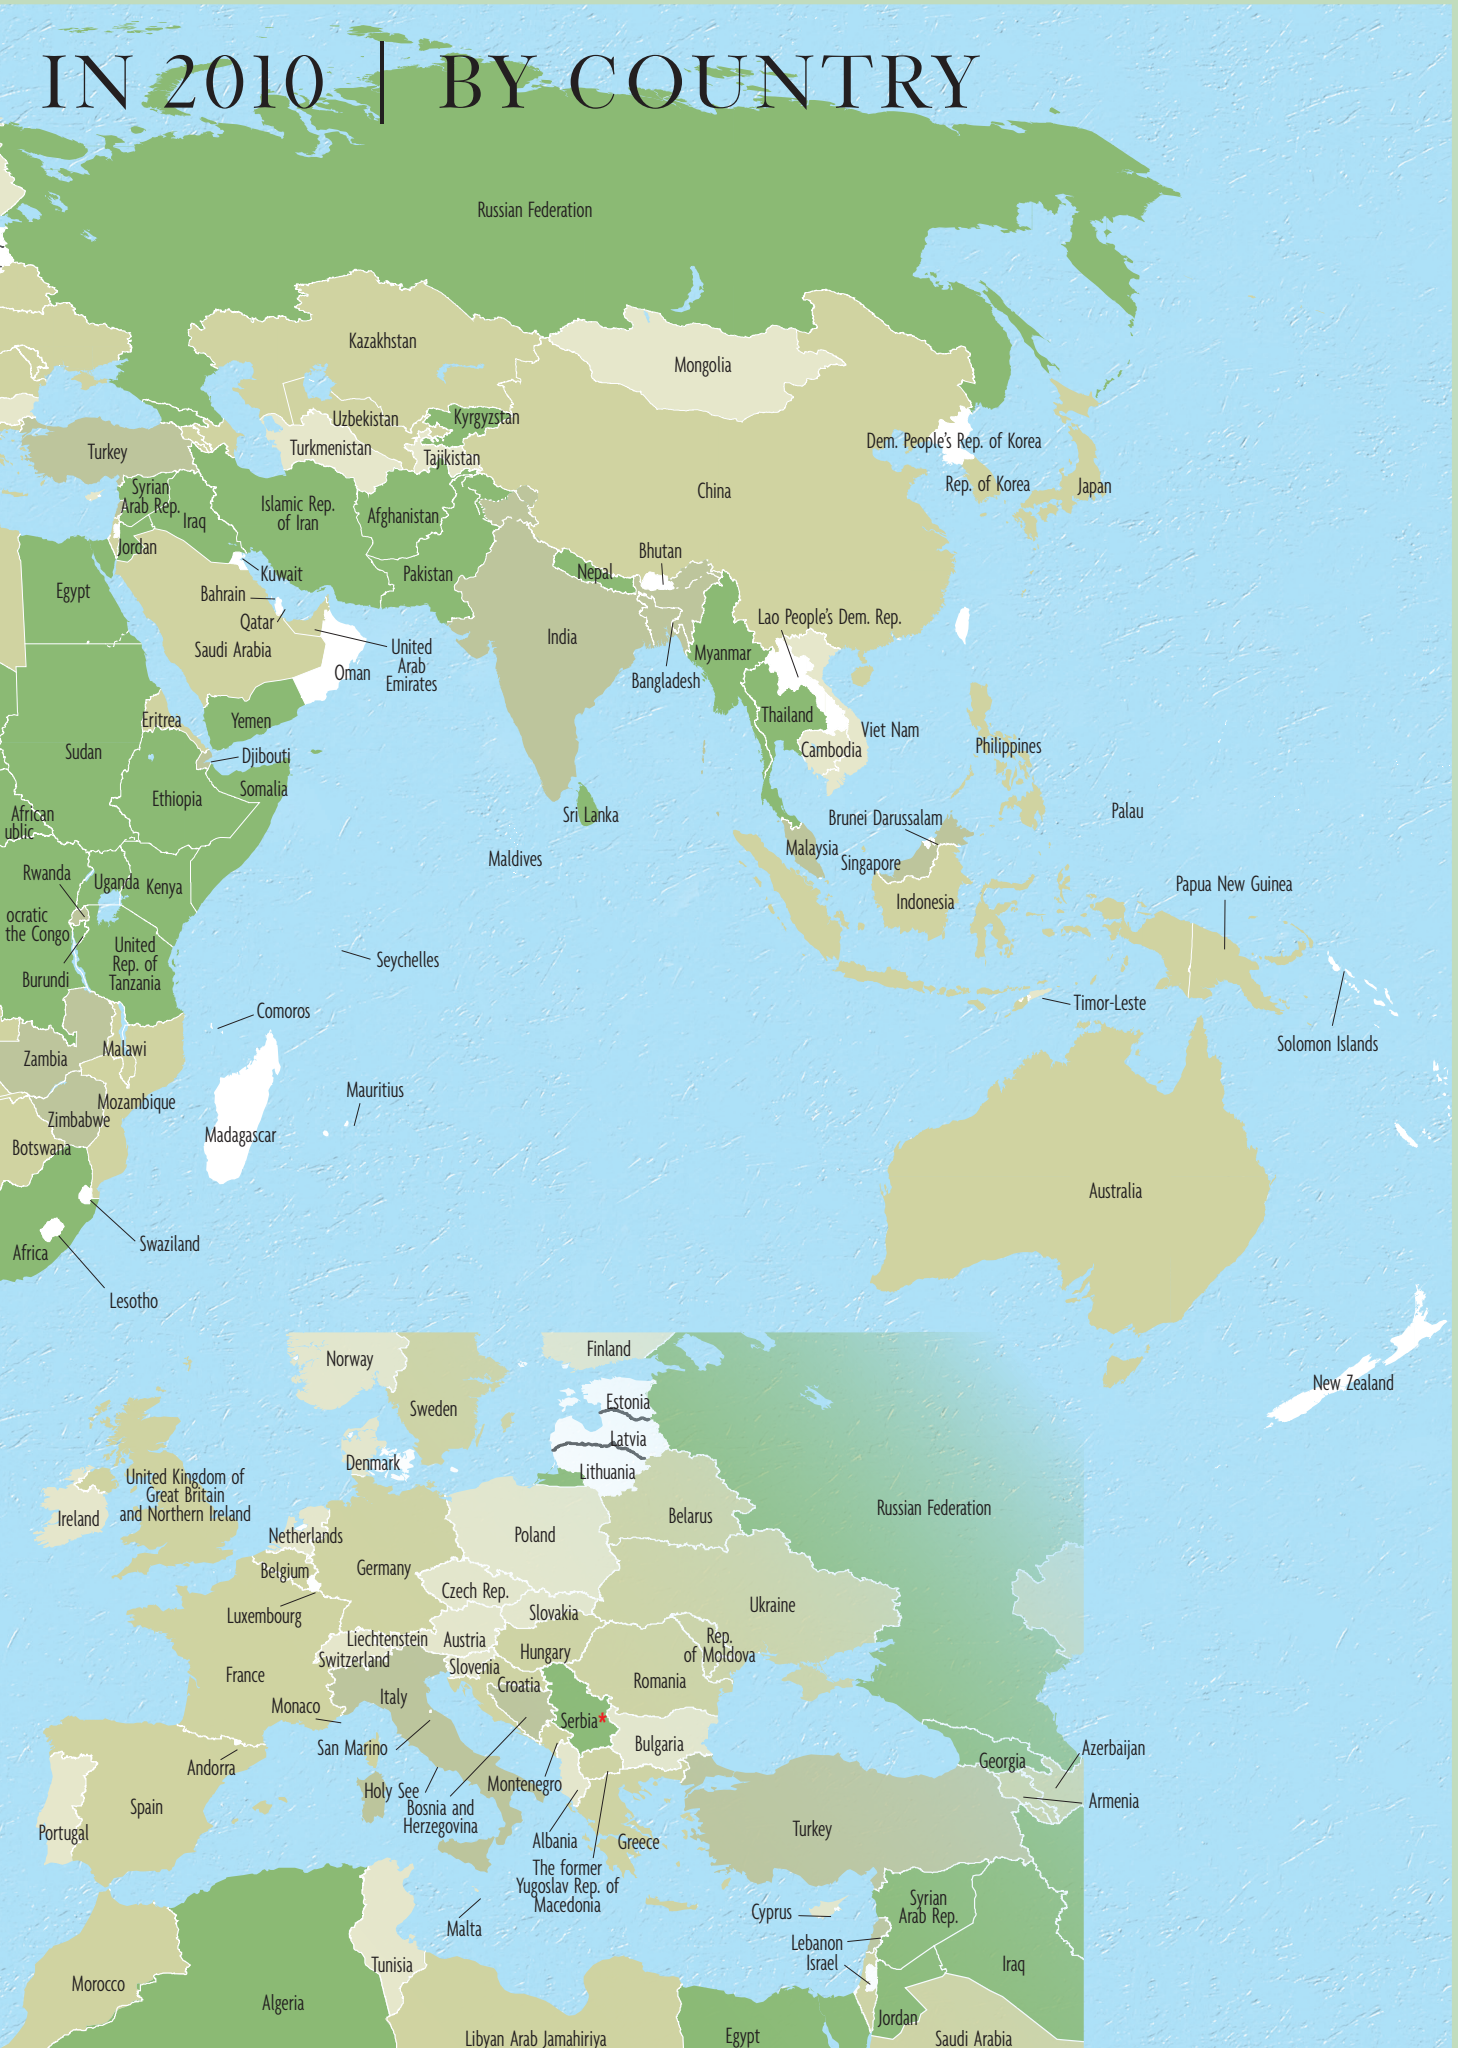 IN 2010 | BY COUNTRY
Russian Federation
Kazakhstan
Mongolia
Uzbekistan
Kyrgyzstan
Turkey
Turkmenistan
Tajikistan
Dem. People's Rep. of Korea
China
Rep. of Korea
Japan
Syrian
Arab Rep.
Iraq
Islamic Rep.
of Iran
Afghanistan
Jordan
Kuwait
Pakistan
Nepal
Bhutan
Egypt
Bahrain
Qatar
Saudi Arabia
United
Arab
Emirates
Oman
India
Bangladesh
Myanmar
Lao People's Dem. Rep.
Eritrea
Yemen
Thailand
Viet Nam
Cambodia
Philippines
Sudan
Djibouti
Ethiopia
Somalia
Sri Lanka
Maldives
Brunei Darussalam
Malaysia
Singapore
Indonesia
Palau
Papua New Guinea
African
ublic
Rwanda
Uganda
Kenya
ocratic
the Congo
Burundi
United
Rep. of
Tanzania
Seychelles
Comoros
Timor-Leste
Solomon Islands
Zambia
Malawi
Mauritius
Mozambique
Zimbabwe
Madagascar
Botswana
Australia
Swaziland
Africa
Lesotho
New Zealand
Norway
Finland
Sweden
Estonia
Latvia
Lithuania
Denmark
United Kingdom of
Great Britain
and Northern Ireland
Ireland
Netherlands
Poland
Belarus
Russian Federation
Belgium
Germany
Czech Rep.
Luxembourg
Slovakia
Ukraine
Liechtenstein
Austria
Switzerland
Hungary
Rep.
of Moldova
France
Slovenia
Croatia
Romania
Italy
Monaco
Serbia*
Bulgaria
San Marino
Andorra
Montenegro
Georgia
Azerbaijan
Armenia
Holy See
Bosnia and
Herzegovina
Spain
Portugal
Albania
Greece
Turkey
The former
Yugoslav Rep. of
Macedonia
Malta
Cyprus
Syrian
Arab Rep.
Lebanon
Israel
Iraq
Tunisia
Morocco
Algeria
Jordan
Libyan Arab Jamahiriya
Egypt
Saudi Arabia